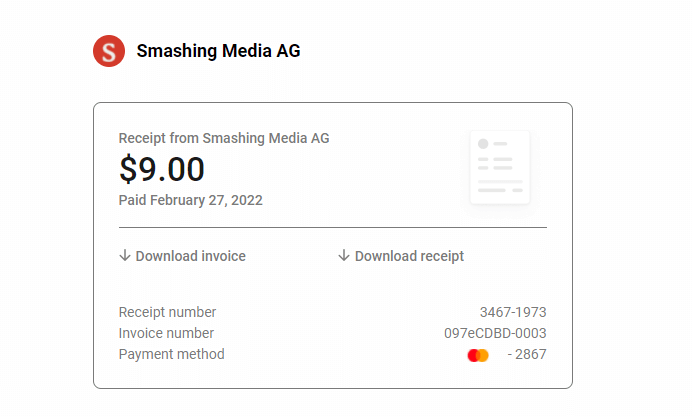 S
Smashing Media AG
Receipt from Smashing Media AG
$9.00
Paid February 27, 2022
Download invoice
Download receipt
Receipt number 3467-1973
Invoice number 097eCDBD-0003
Payment method - 2867